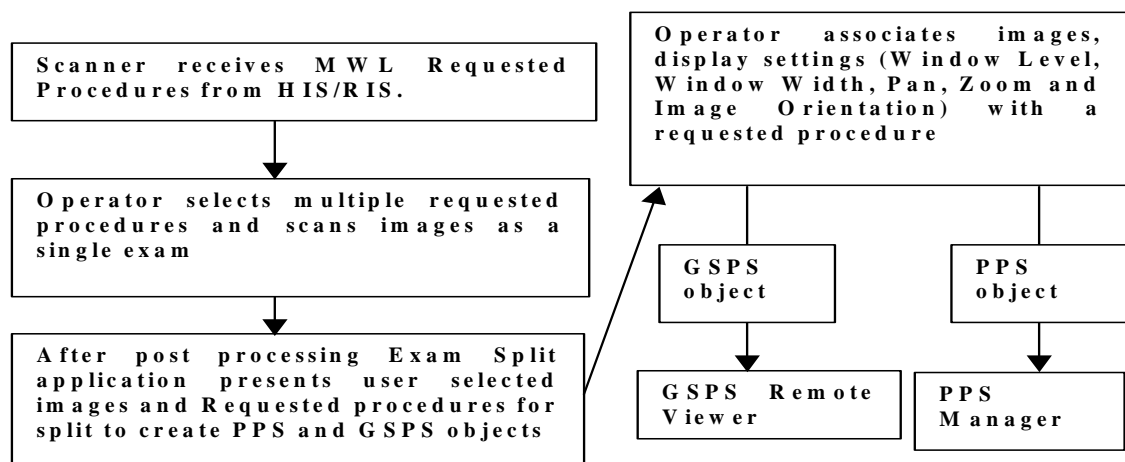 Scanner receives MWL Requested
Procedures from HIS/RIS.
Operator selects multiple requested
procedures and scans images as a
single exam
After post processing Exam Split
application presents user selected
images and Requested procedures for
split to create PPS and GSPS objects
Operator associates images,
display settings (Window Level,
Window Width, Pan, Zoom and
Image Orientation) with a
requested procedure
GSPS
object
PPS
object
GSPS Remote
Viewer
PPS
Manager